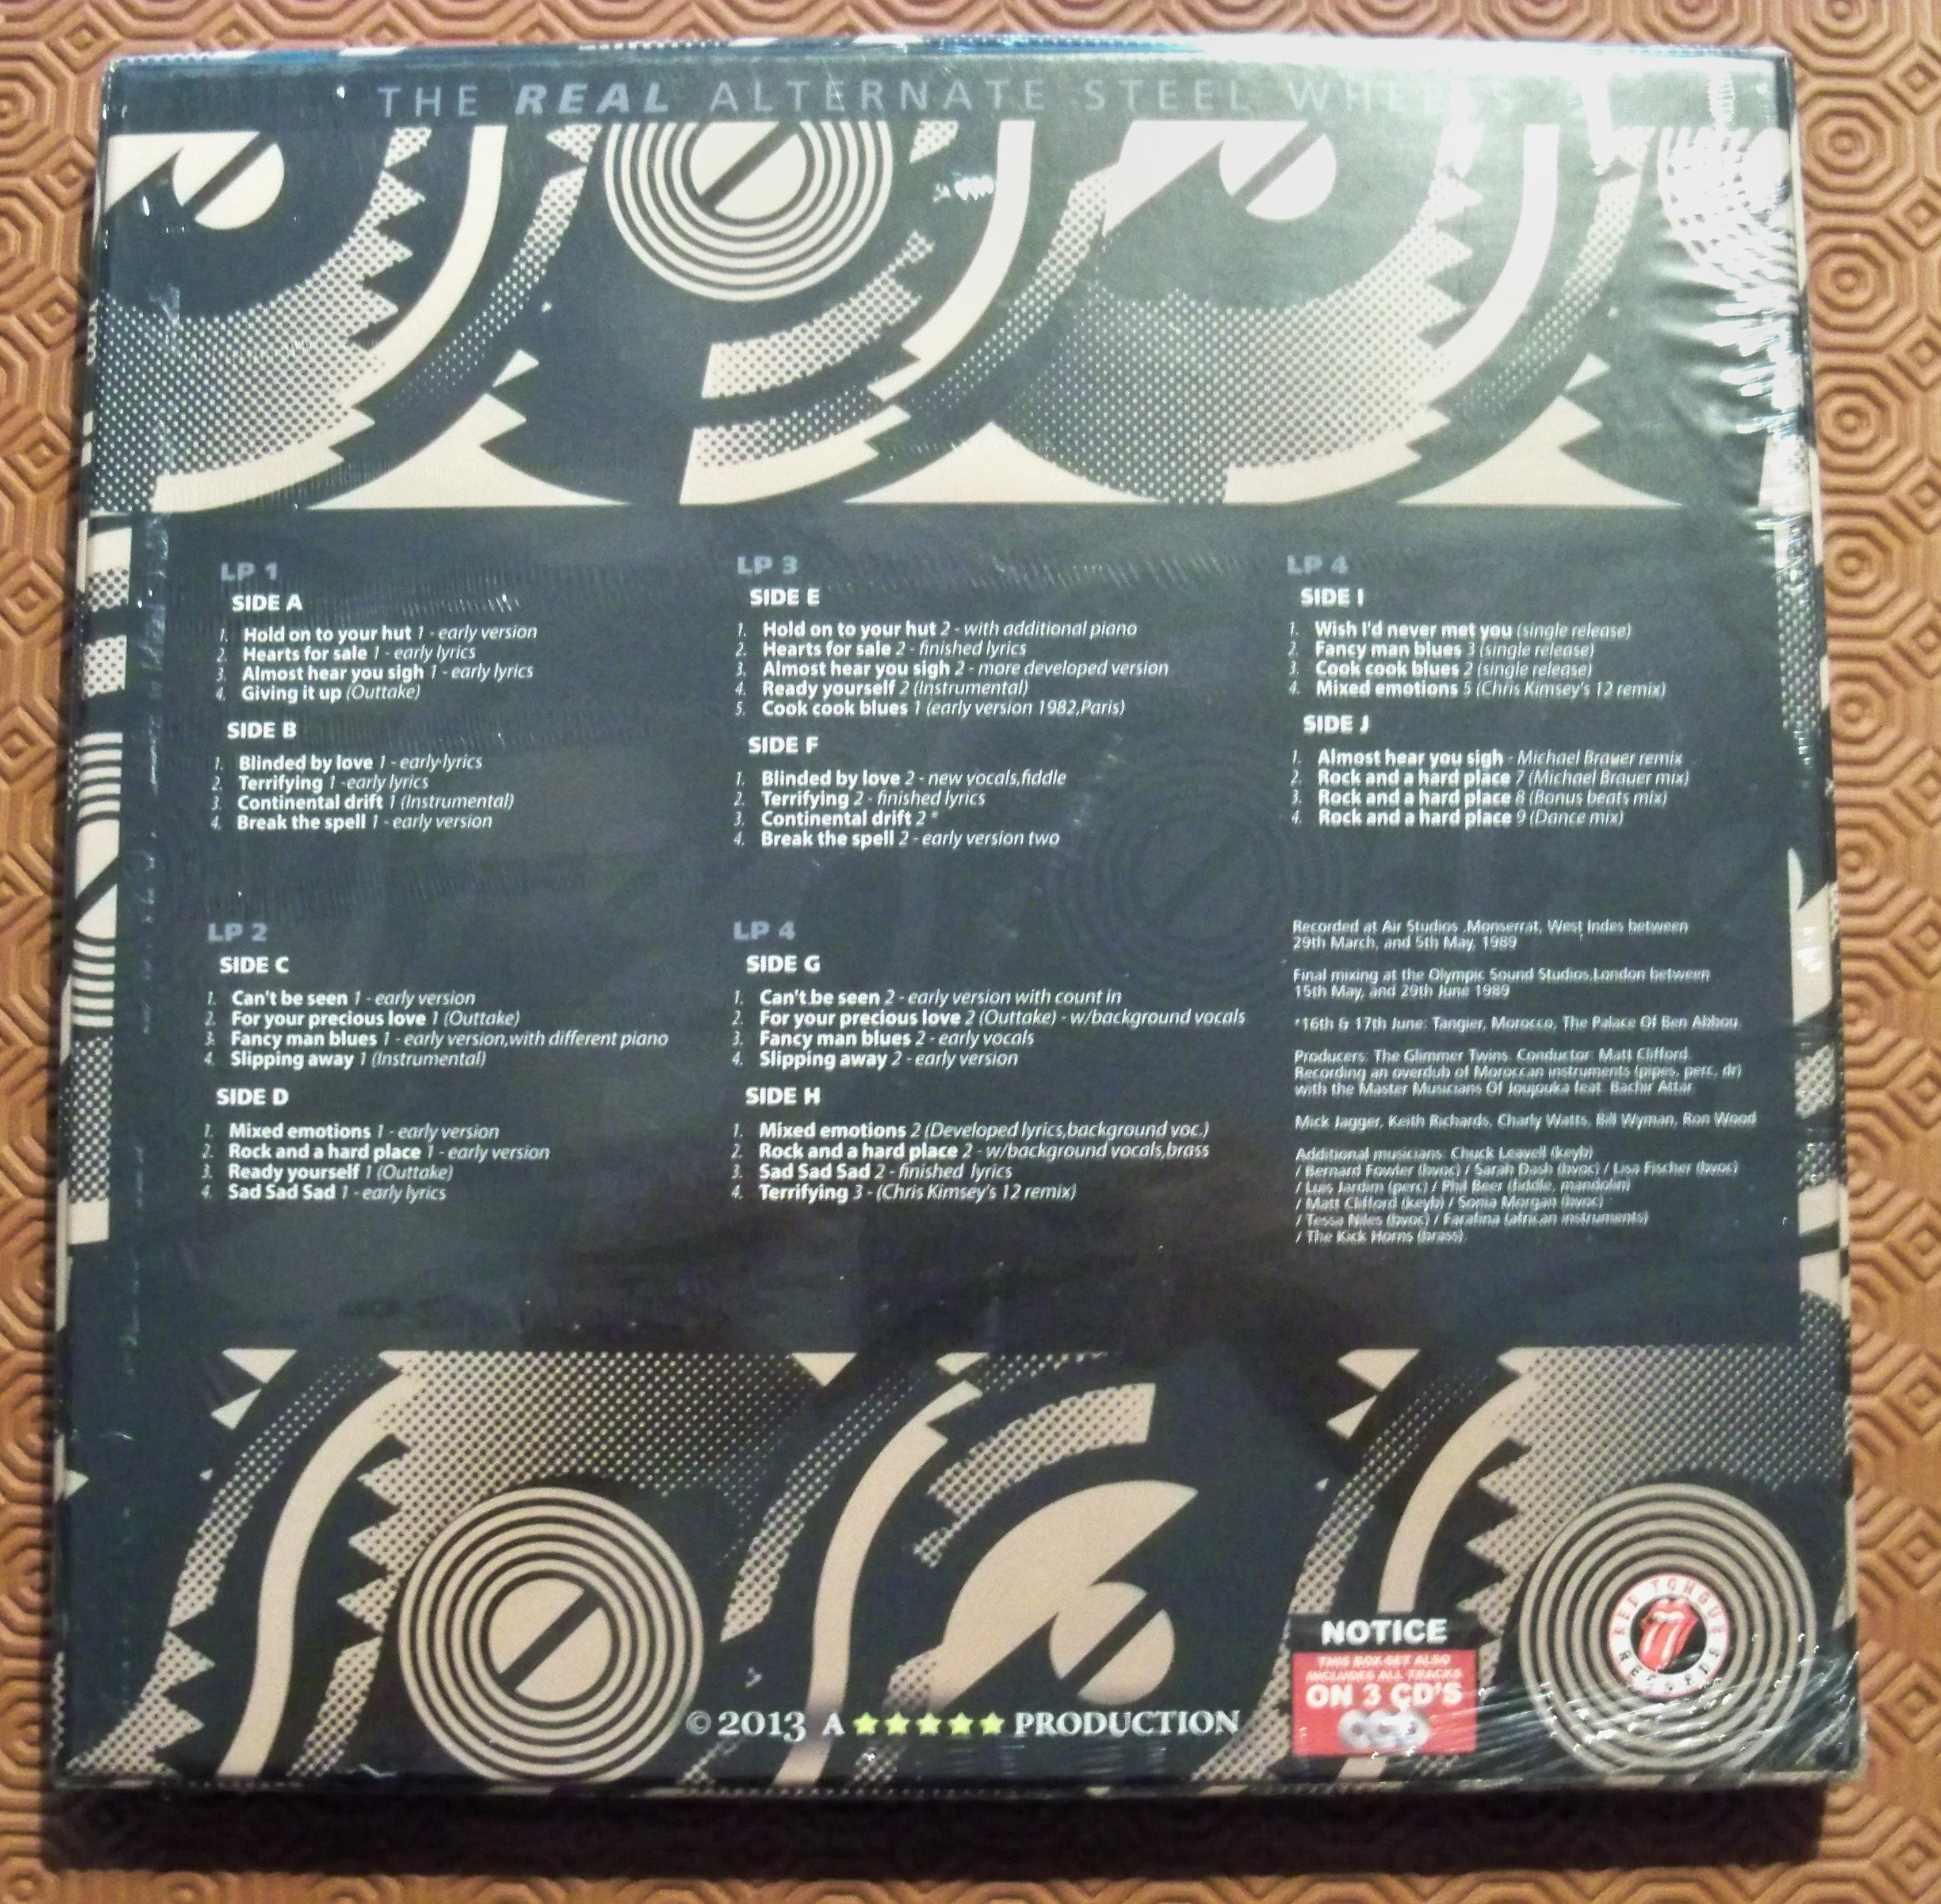 THE REAL ALTERNATE STEEL WHEELS
LP 1
SIDE A
1. Hold on to your hut 1 - early version
2. Hearts for sale 1 - early lyrics
3. Almost hear you sigh 1 - early lyrics
4. Giving it up (Outtake)
SIDE B
1. Blinded by love 1 - early lyrics
2. Terrifying 1 -early lyrics
3. Continental drift 1 (Instrumental)
4. Break the spell 1 - early version
LP 2
SIDE C
1. Can't be seen 1 - early version
2. For your precious love 1 (Outtake)
3. Fancy man blues 1 - early version,with different piano
4. Slipping away 1 (Instrumental)
SIDE D
1. Mixed emotions 1 - early version
2. Rock and a hard place 1 - early version
3. Ready yourself 1 (Outtake)
4. Sad Sad Sad 1 - early lyrics
LP 3
SIDE E
1. Hold on to your hut 2 - with additional piano
2. Hearts for sale 2 - finished lyrics
3. Almost hear you sigh 2 - more developed version
4. Ready yourself 2 (Instrumental)
5. Cook cook blues 1 (early version 1982,Paris)
SIDE F
1. Blinded by love 2 - new vocals,fiddle
2. Terrifying 2 - finished lyrics
3. Continental drift 2 *
4. Break the spell 2 - early version two
LP 4
SIDE G
1. Can't be seen 2 - early version with count in
2. For your precious love 2 (Outtake) - w/background vocals
3. Fancy man blues 2 - early vocals
4. Slipping away 2 - early version
SIDE H
1. Mixed emotions 2 (Developed lyrics,background voc.)
2. Rock and a hard place 2 - w/background vocals,brass
3. Sad Sad Sad 2 - finished lyrics
4. Terrifying 3 - (Chris Kimsey's 12 remix)
LP 4
SIDE I
1. Wish I'd never met you (single release)
2. Fancy man blues 3 (single release)
3. Cook cook blues 2 (single release)
4. Mixed emotions 5 (Chris Kimsey's 12 remix)
SIDE J
1. Almost hear you sigh - Michael Brauer remix
2. Rock and a hard place 7 (Michael Brauer mix)
3. Rock and a hard place 8 (Bonus beats mix)
4. Rock and a hard place 9 (Dance mix)
Recorded at Air Studios ,Monserrat, West Indes between
29th March, and 5th May, 1989
Final mixing at the Olympic Sound Studios,London between
15th May, and 29th June 1989
*16th & 17th June: Tangier, Morocco, The Palace Of Ben Abbou.
Producers: The Glimmer Twins. Conductor: Matt Clifford.
Recording an overdub of Moroccan instruments (pipes, perc, dr)
with the Master Musicians Of Joujouka feat. Bachir Attar
Mick Jagger, Keith Richards, Charly Watts, Bill Wyman, Ron Wood
Additional musicians: Chuck Leavell (keyb)
/ Bernard Fowler (bvoc) / Sarah Dash (bvoc) / Lisa Fischer (bvoc)
/ Luis Jardim (perc) / Phil Beer (fiddle, mandolin)
/ Matt Clifford (keyb) / Sonia Morgan (bvoc)
/ Tessa Niles (bvoc) / Farafina (african instruments)
/ The Kick Horns (brass).
© 2013 A ★★★★★ PRODUCTION
NOTICE
THIS BOX-SET ALSO
INCLUDES ALL TRACKS
ON 3 CD'S
TONGUE
RECORDS